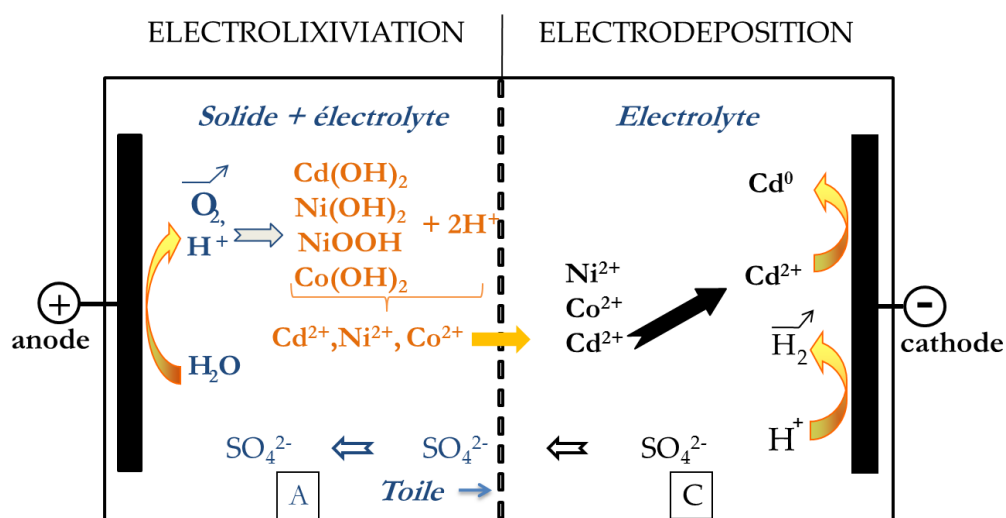 ELECTROLIXIVIATION
ELECTRODEPOSITION
Solide + électrolyte
Electrolyte
O₂,
H⁺
Cd(OH)₂
Ni(OH)₂
NiOOH
Co(OH)₂
+ 2H⁺
Cd²⁺,Ni²⁺, Co²⁺
H₂O
+
anode
SO₄²⁻
SO₄²⁻
A
Toile
Ni²⁺
Co²⁺
Cd²⁺
Cd⁰
Cd²⁺
H₂
H⁺
-
cathode
SO₄²⁻
C